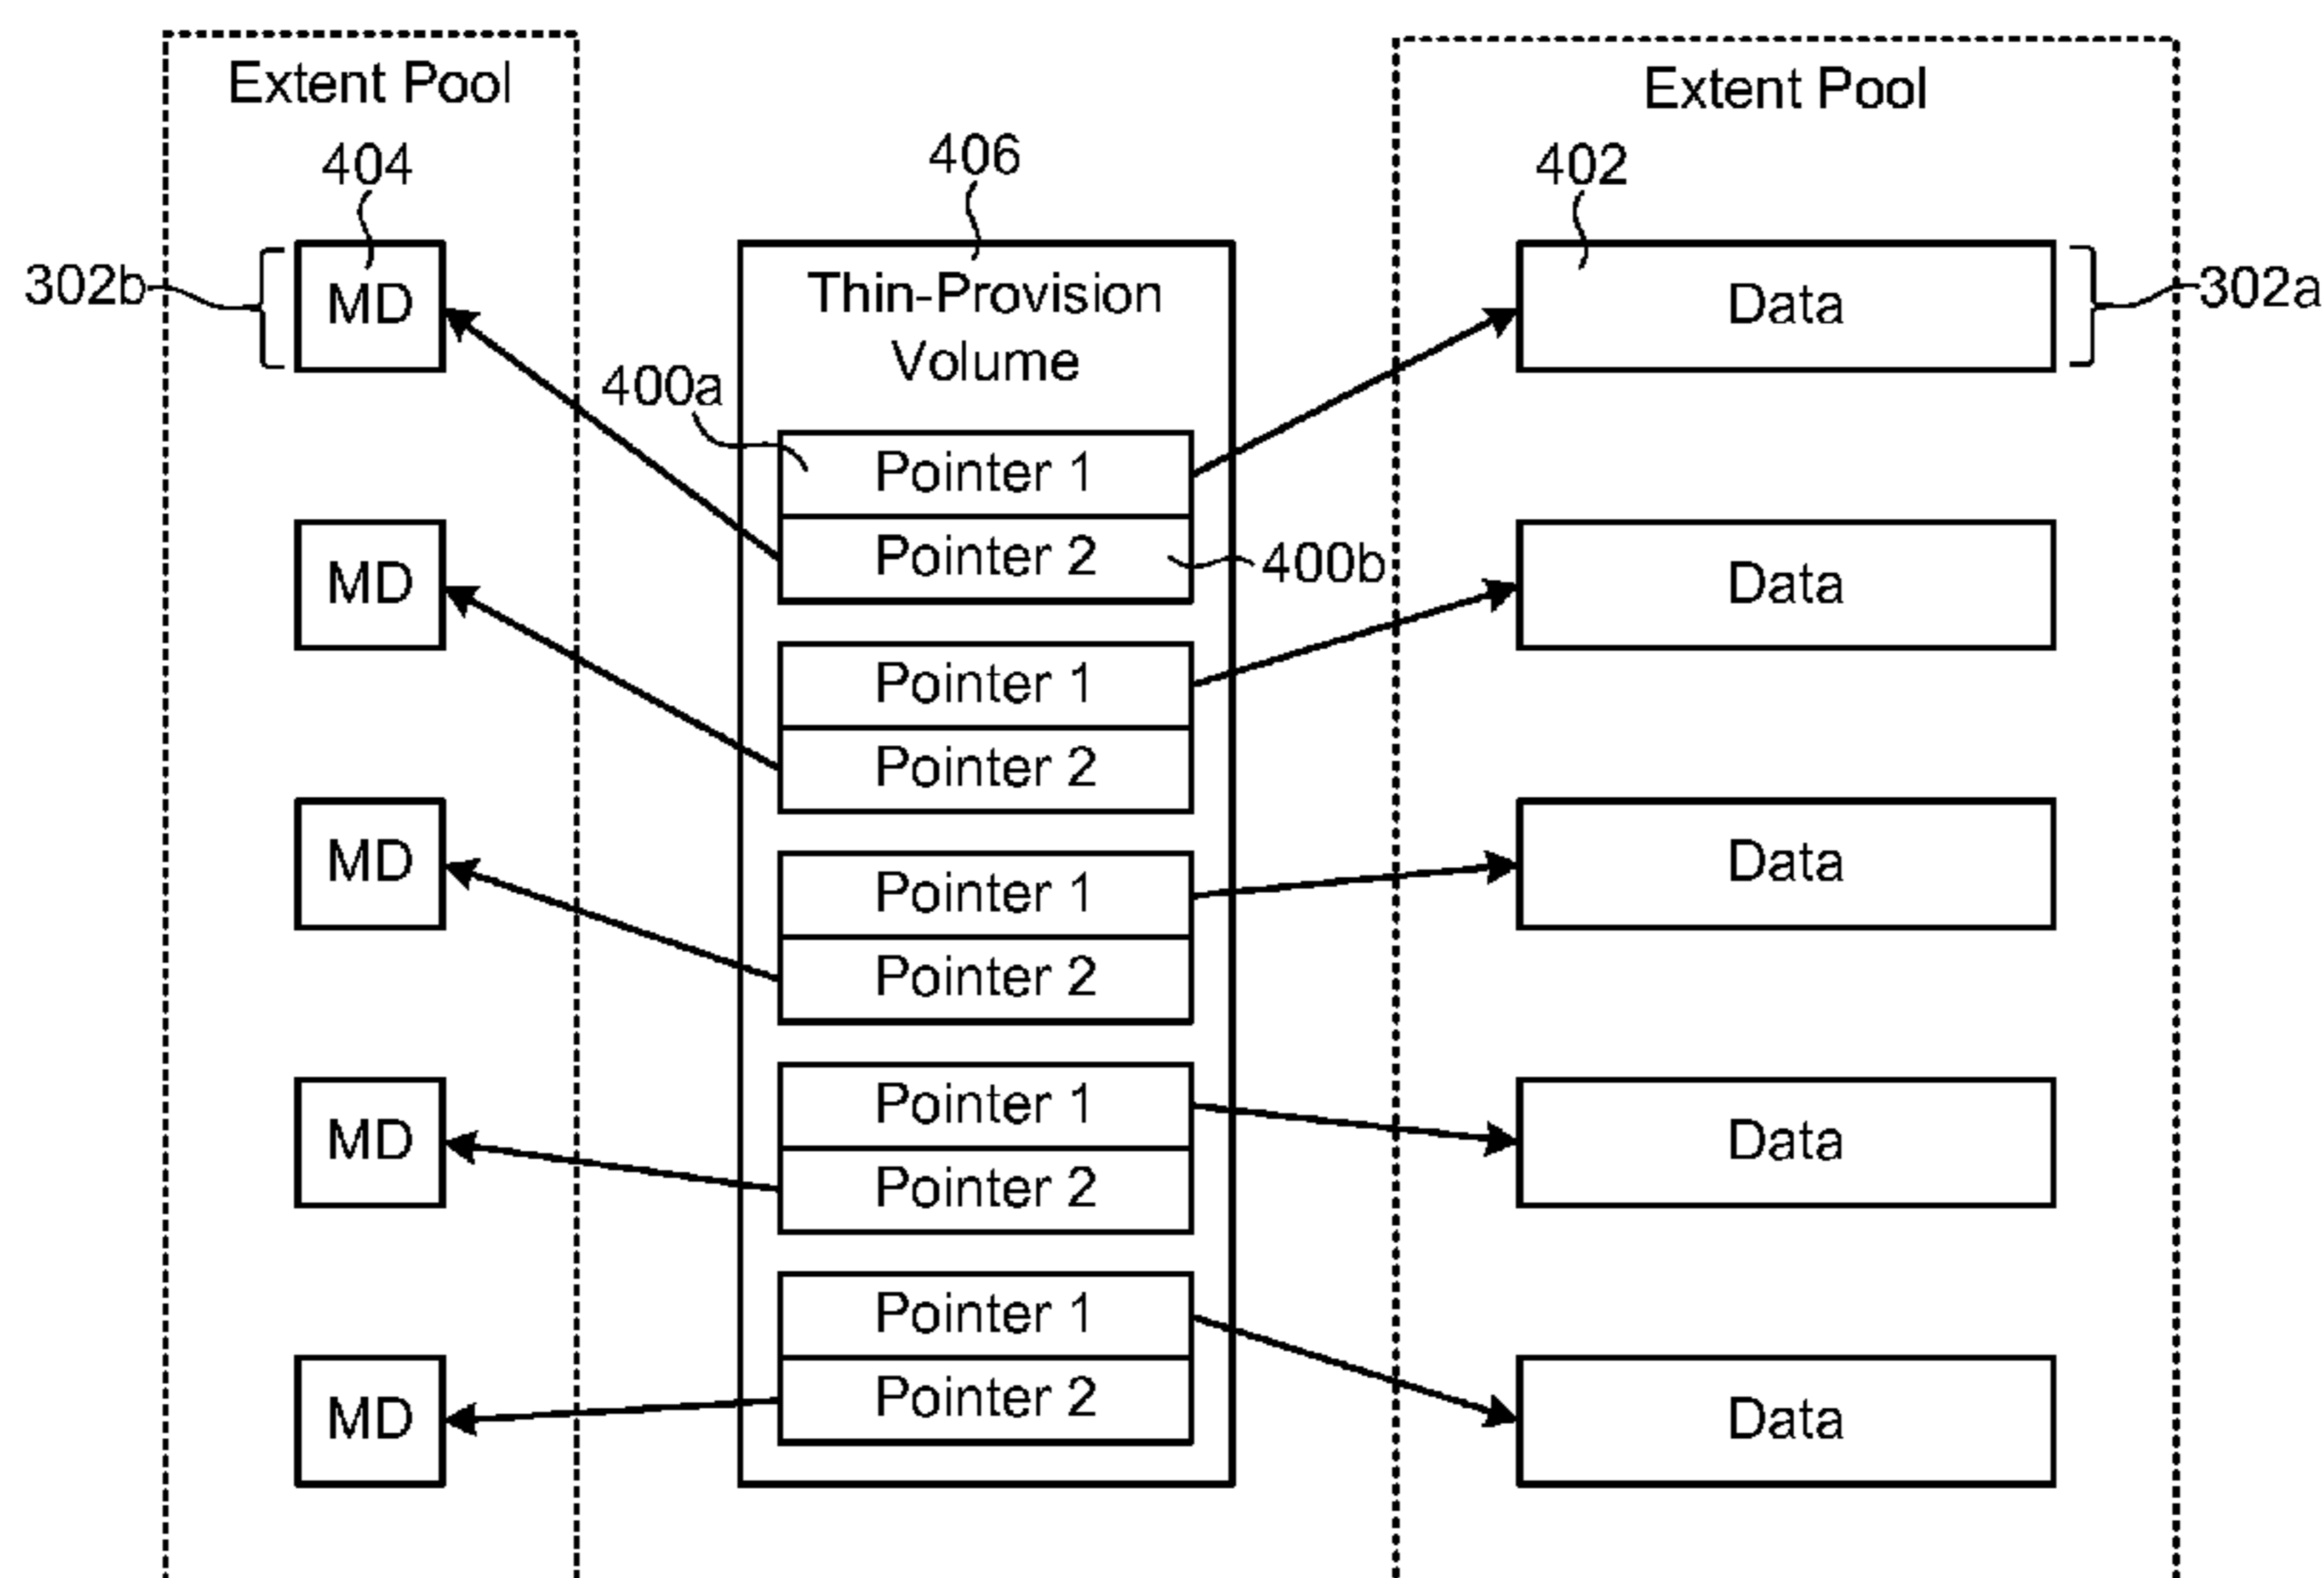 Extent Pool
Extent Pool
404
406
402
302b
MD
Thin-Provision
Volume
Data
302a
400a
Pointer 1
Pointer 2
400b
MD
Data
Pointer 1
Pointer 2
MD
Data
Pointer 1
Pointer 2
MD
Data
Pointer 1
Pointer 2
MD
Data
Pointer 1
Pointer 2